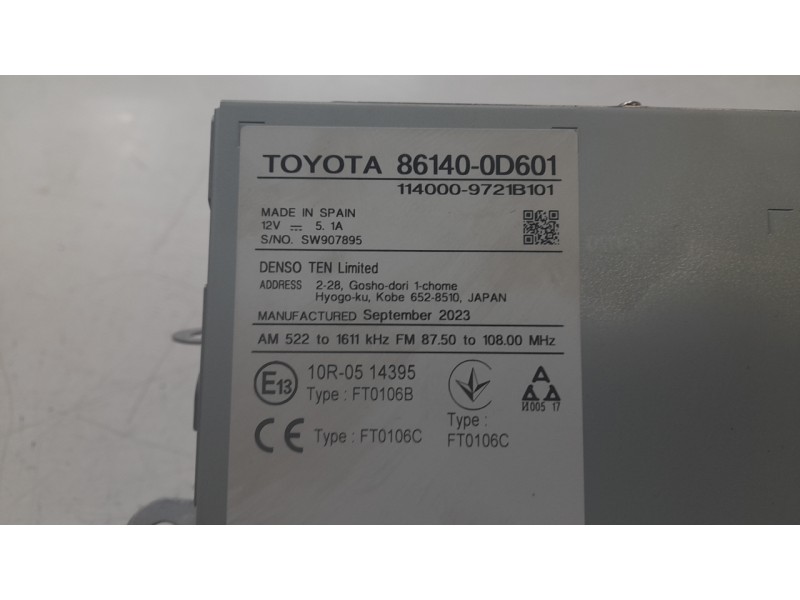 TOYOTA 86140-0D601
114000-9721B101
MADE IN SPAIN
12V ⎓ 5.1A
S/NO. SW907895
DENSO TEN Limited
ADDRESS 2-28, Gosho-dori 1-chome
Hyogo-ku, Kobe 652-8510, JAPAN
MANUFACTURED September 2023
AM 522 to 1611 kHz FM 87.50 to 108.00 MHz
E13 10R-05 14395
Type : FT0106B
CE Type : FT0106C
Type :
FT0106C
И005 17